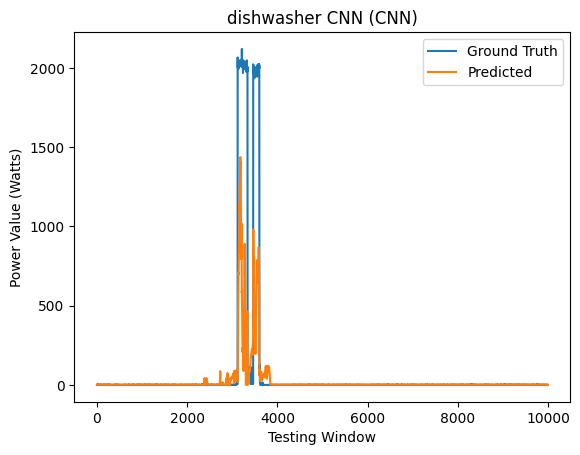 dishwasher CNN (CNN)
Ground Truth
Predicted
Power Value (Watts)
2000
1500
1000
500
0
0
2000
4000
6000
8000
10000
Testing Window